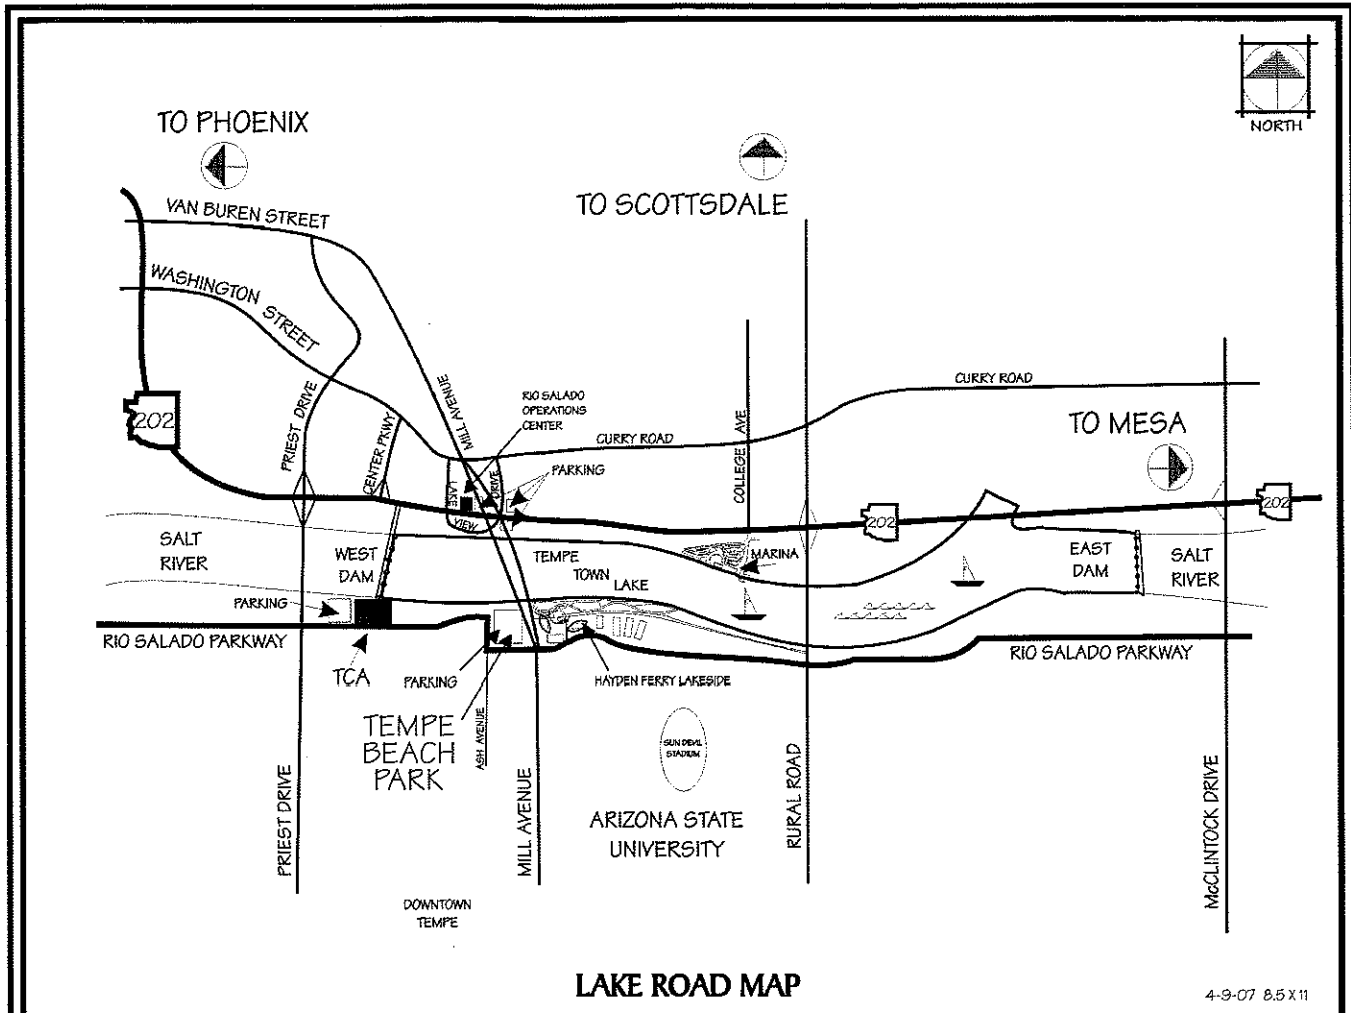 NORTH
TO PHOENIX
TO SCOTTSDALE
VAN BUREN STREET
WASHINGTON STREET
PRIEST DRIVE
CENTER PKWY
MILL AVENUE
RIO SALADO
OPERATIONS
CENTER
CURRY ROAD
CURRY ROAD
COLLEGE AVE
TO MESA
202
202
202
PARKING
LAKE
VIEW
DRIVE
SALT
RIVER
WEST
DAM
TEMPE
TOWN
LAKE
MARINA
EAST
DAM
SALT
RIVER
PARKING
RIO SALADO PARKWAY
TCA
PARKING
HAYDEN FERRY LAKESIDE
RIO SALADO PARKWAY
TEMPE
BEACH
PARK
ASH AVENUE
SUN DEVIL
STADIUM
PRIEST DRIVE
MILL AVENUE
RURAL ROAD
McCLINTOCK DRIVE
ARIZONA STATE
UNIVERSITY
DOWNTOWN
TEMPE
LAKE ROAD MAP
4-9-07 8.5 X 11